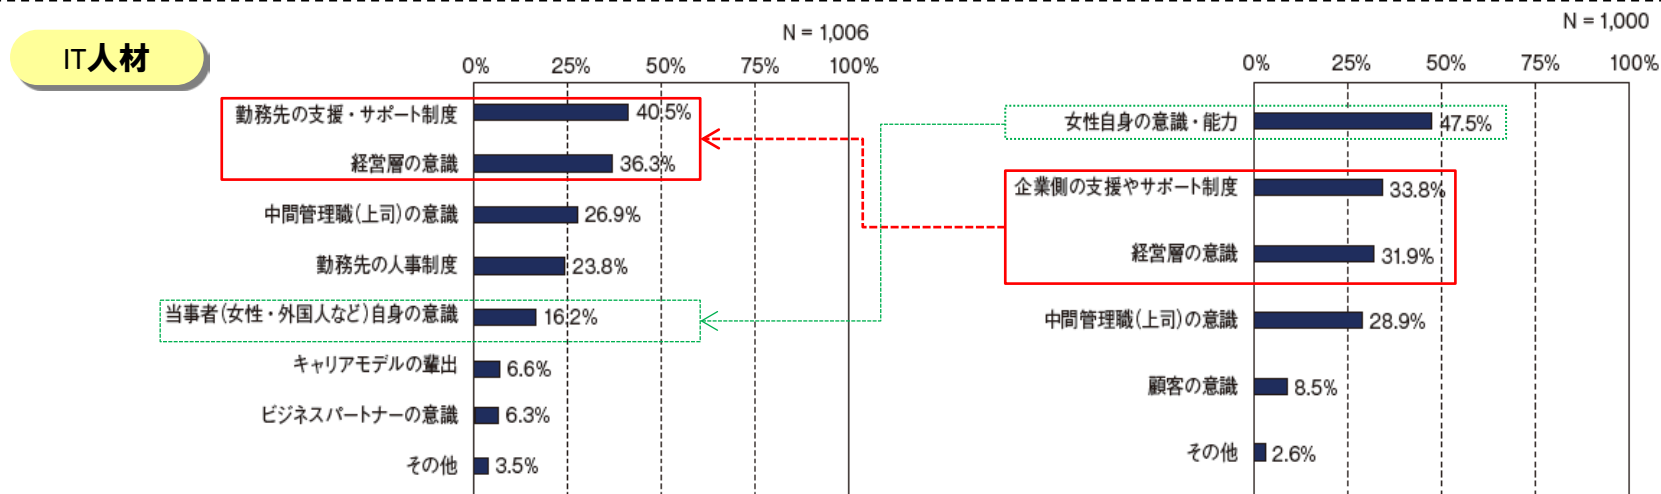 IT人材
N = 1,006
0% 25% 50% 75% 100%
勤務先の支援・サポート制度 40.5%
経営層の意識 36.3%
中間管理職(上司)の意識 26.9%
勤務先の人事制度 23.8%
当事者(女性・外国人など)自身の意識 16.2%
キャリアモデルの輩出 6.6%
ビジネスパートナーの意識 6.3%
その他 3.5%
N = 1,000
0% 25% 50% 75% 100%
女性自身の意識・能力 47.5%
企業側の支援やサポート制度 33.8%
経営層の意識 31.9%
中間管理職(上司)の意識 28.9%
顧客の意識 8.5%
その他 2.6%